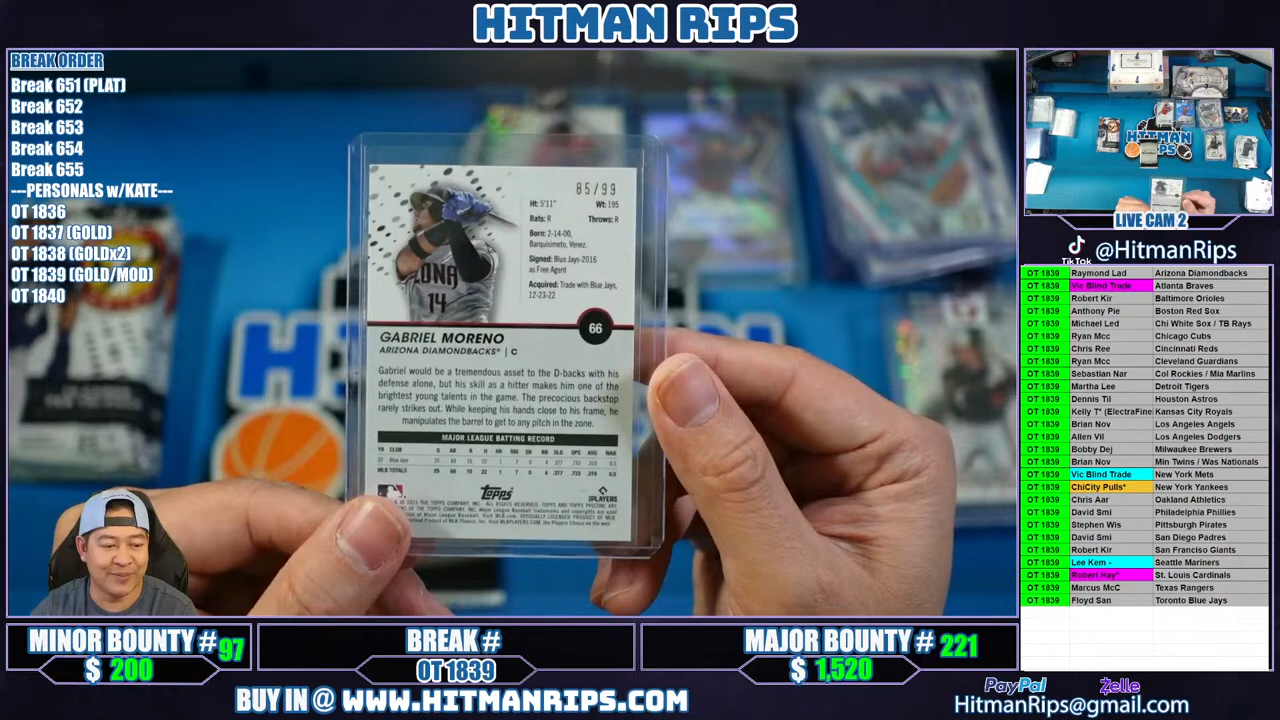 HITMAN RIPS
BREAK ORDER
Break 651 (PLAT)
Break 652
Break 653
Break 654
Break 655
---PERSONALS w/KATE---
OT 1836
OT 1837 (GOLD)
OT 1838 (GOLDx2)
OT 1839 (GOLD/MOD)
OT 1840
85/99
Ht: 5'11" Wt: 195
Bats: R Throws: R
Born: 2-14-00,
Barquisimeto, Venez.
Signed: Blue Jays-2016
as Free Agent
Acquired: Trade with Blue Jays,
12-23-22
14
66
GABRIEL MORENO
ARIZONA DIAMONDBACKS | C
Gabriel would be a tremendous asset to the D-backs with his
defense alone, but his skill as a hitter makes him one of the
brightest young talents in the game. The precocious backstop
rarely strikes out. While keeping his hands close to his frame, he
manipulates the barrel to get to any pitch in the zone.
MAJOR LEAGUE BATTING RECORD
YR CLUB G AB R H RBI AVG WAR
MLB TOTALS
Topps
HITMAN
RIPS
LIVE CAM 2
TikTok
@HitmanRips
OT 1839 Raymond Lad Arizona Diamondbacks
OT 1839 Vic Blind Trade Atlanta Braves
OT 1839 Robert Kir Baltimore Orioles
OT 1839 Anthony Pie Boston Red Sox
OT 1839 Michael Led Chi White Sox / TB Rays
OT 1839 Ryan Mcc Chicago Cubs
OT 1839 Chris Ree Cincinnati Reds
OT 1839 Ryan Mcc Cleveland Guardians
OT 1839 Sebastian Nar Col Rockies / Mia Marlins
OT 1839 Martha Lee Detroit Tigers
OT 1839 Dennis Til Houston Astros
OT 1839 Kelly T* (ElectraFine Kansas City Royals
OT 1839 Brian Nov Los Angeles Angels
OT 1839 Allen Vil Los Angeles Dodgers
OT 1839 Bobby Dej Milwaukee Brewers
OT 1839 Brian Nov Min Twins / Was Nationals
OT 1839 Vic Blind Trade New York Mets
OT 1839 ChiCity Pulls* New York Yankees
OT 1839 Chris Aar Oakland Athletics
OT 1839 David Smi Philadelphia Phillies
OT 1839 Stephen Wis Pittsburgh Pirates
OT 1839 David Smi San Diego Padres
OT 1839 Robert Kir San Franciso Giants
OT 1839 Lee Kem - Seattle Mariners
OT 1839 Robert Hay* St. Louis Cardinals
OT 1839 Marcus McC Texas Rangers
OT 1839 Floyd San Toronto Blue Jays
MINOR BOUNTY # 97
$ 200
BREAK #
OT 1839
MAJOR BOUNTY # 221
$ 1,520
BUY IN @ WWW.HITMANRIPS.COM
PayPal Zelle
HitmanRips@gmail.com